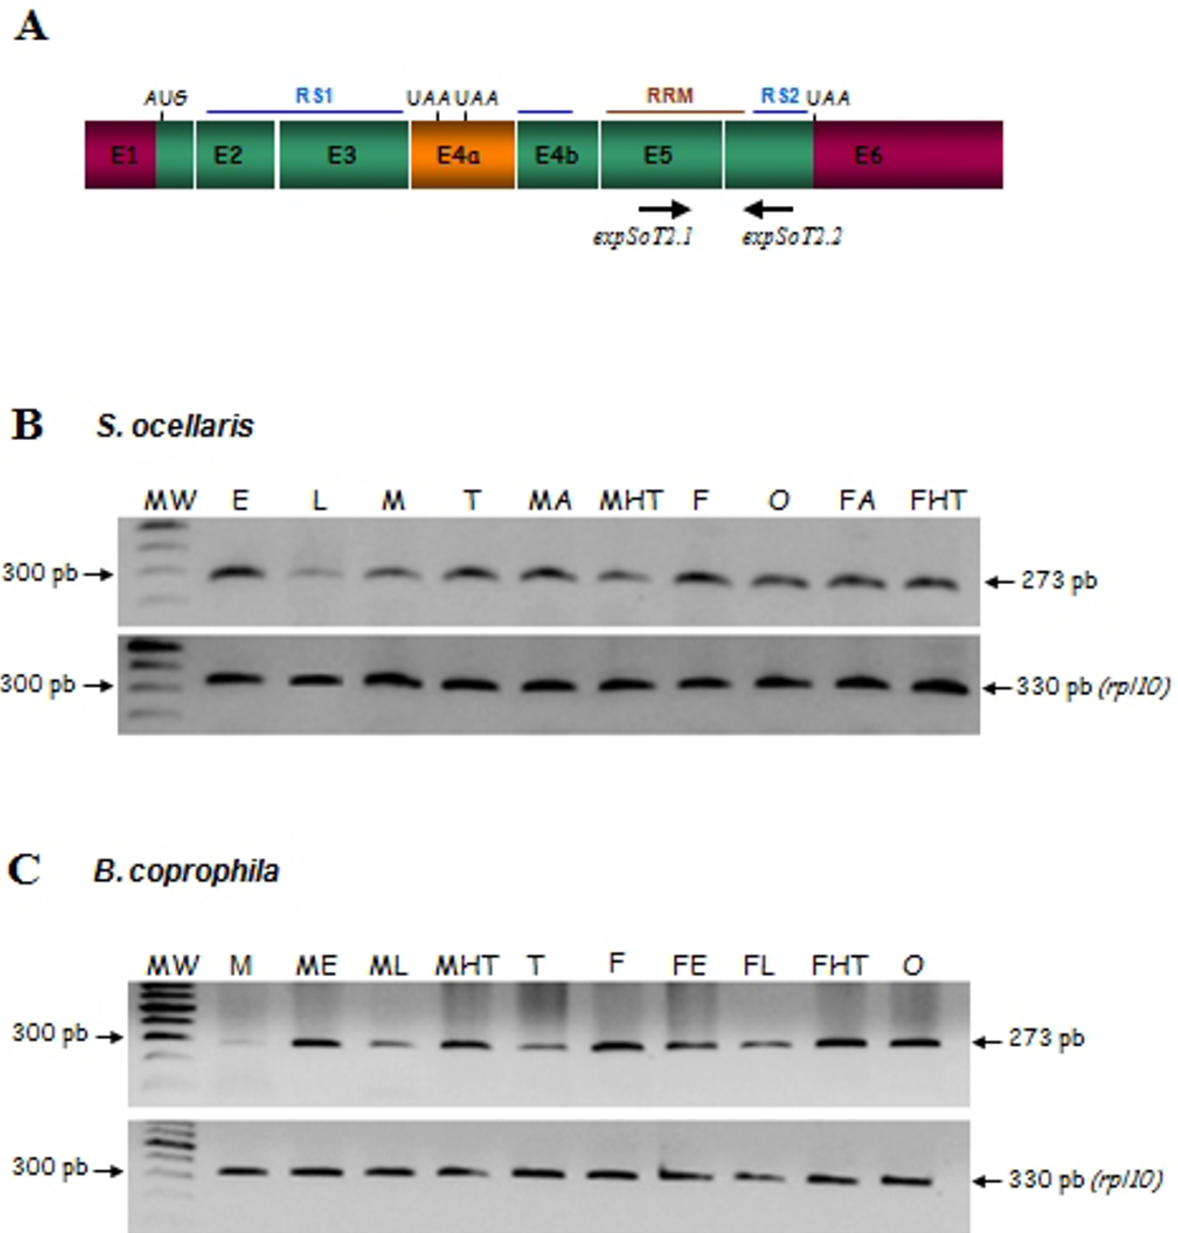 A
AUG RS1 UAA UAA RRM RS2 UAA
E1 E2 E3 E4a E4b E5 E6
expSoT2.1 expSoT2.2
B S. ocellaris
MW E L M T MA MHT F O FA FHT
300 pb 273 pb
300 pb 330 pb (rpl10)
C B. coprophila
MW M ME ML MHT T F FE FL FHT O
300 pb 273 pb
300 pb 330 pb (rpl10)